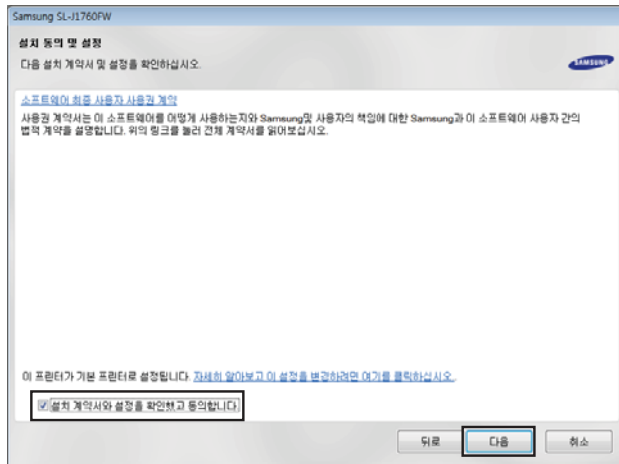 Samsung SL-J1760FW
설치 동의 및 설정
다음 설치 계약서 및 설정을 확인하십시오.
SAMSUNG
소프트웨어 최종 사용자 사용권 계약
사용권 계약서는 이 소프트웨어를 어떻게 사용하는지와 Samsung및 사용자의 책임에 대한 Samsung과 이 소프트웨어 사용자 간의
법적 계약을 설명합니다. 위의 링크를 눌러 전체 계약서를 읽어보십시오.
이 프린터가 기본 프린터로 설정됩니다. 자세히 알아보고 이 설정을 변경하려면 여기를 클릭하십시오.
설치 계약서와 설정을 확인했고 동의합니다
뒤로 다음 취소